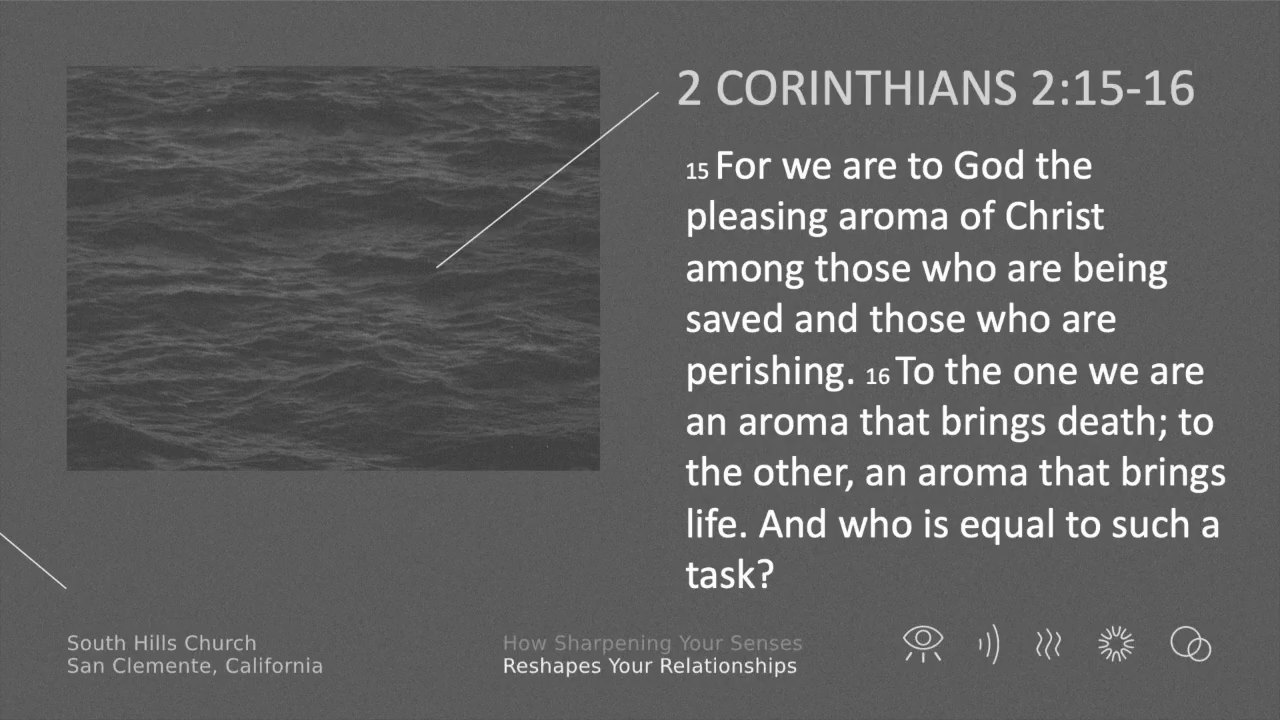 2 CORINTHIANS 2:15-16
15 For we are to God the
pleasing aroma of Christ
among those who are being
saved and those who are
perishing. 16 To the one we are
an aroma that brings death; to
the other, an aroma that brings
life. And who is equal to such a
task?
South Hills Church
San Clemente, California
How Sharpening Your Senses
Reshapes Your Relationships